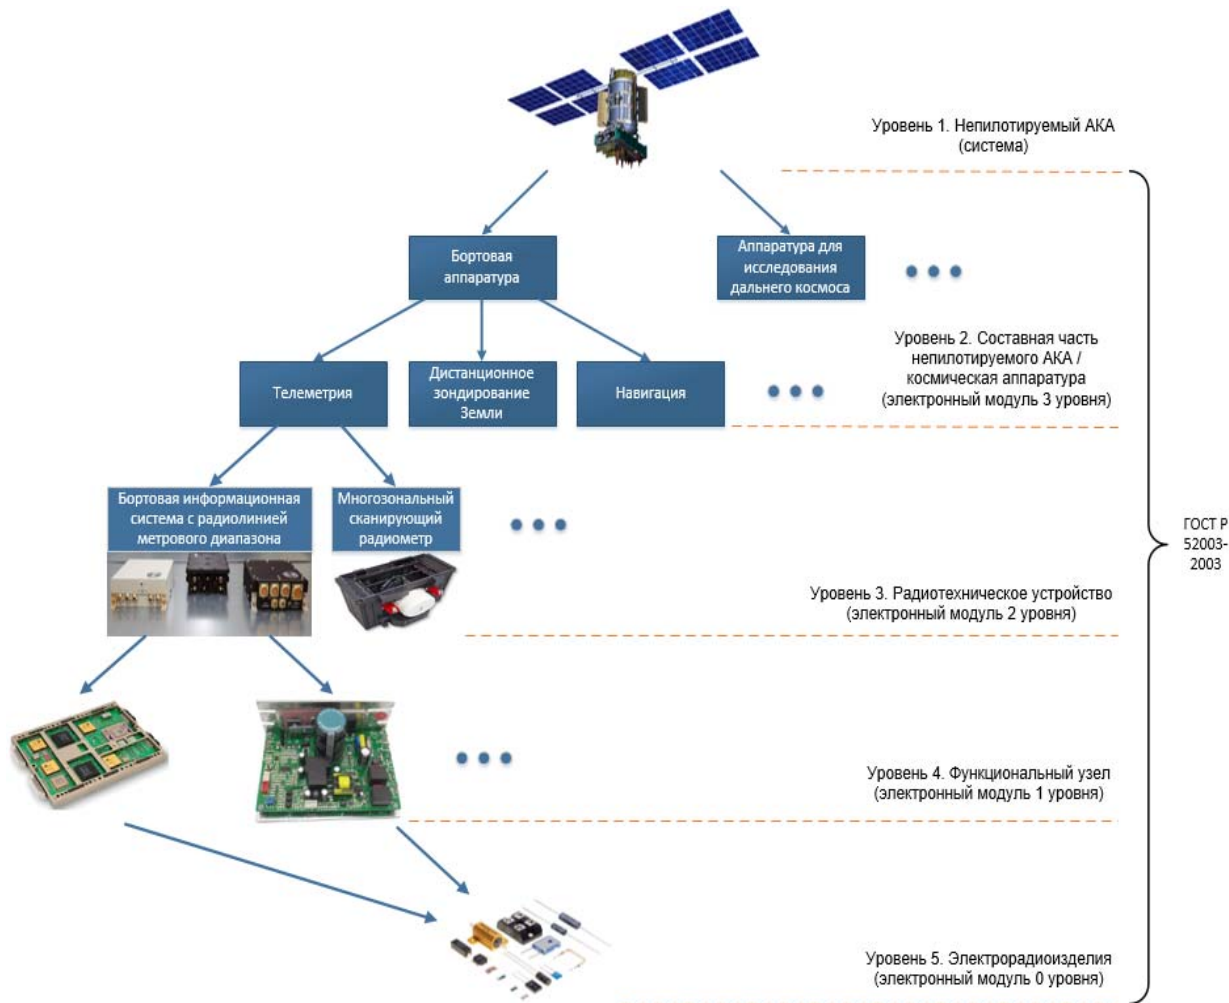 Уровень 1. Непилотируемый АКА
(система)
Бортовая
аппаратура
Аппаратура для
исследования
дальнего космоса
Уровень 2. Составная часть
непилотируемого АКА /
космическая аппаратура
(электронный модуль 3 уровня)
Телеметрия
Дистанционное
зондирование
Земли
Навигация
Бортовая информационная
система с радиолинией
метрового диапазона
Многозональный
сканирующий
радиометр
ГОСТ Р
52003-
2003
Уровень 3. Радиотехническое устройство
(электронный модуль 2 уровня)
Уровень 4. Функциональный узел
(электронный модуль 1 уровня)
Уровень 5. Электрорадиоизделия
(электронный модуль 0 уровня)